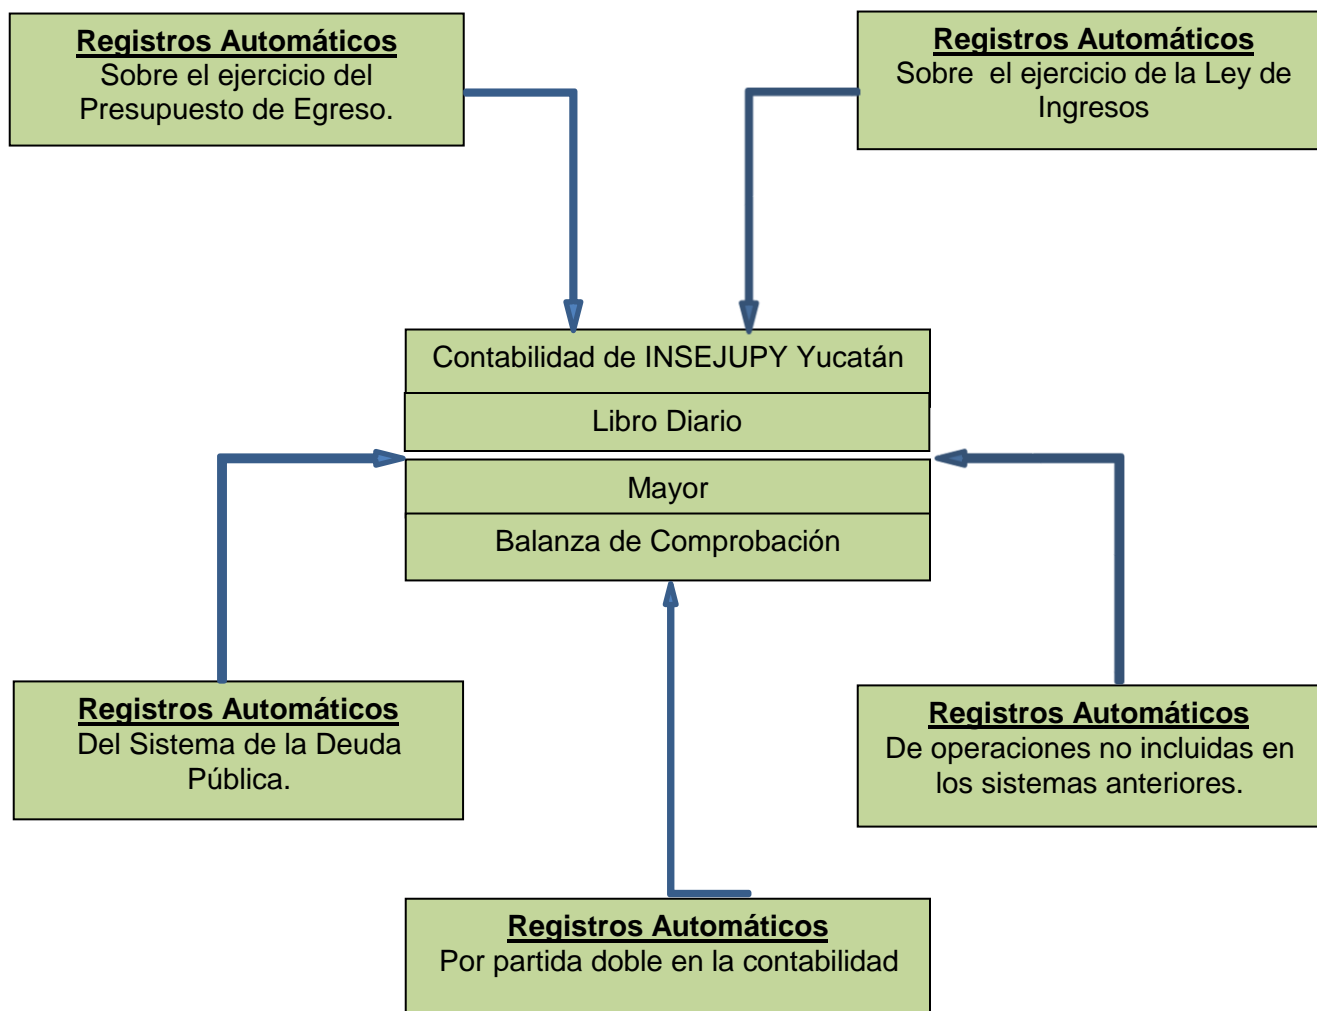 Registros Automáticos
Sobre el ejercicio del
Presupuesto de Egreso.
Registros Automáticos
Sobre el ejercicio de la Ley de
Ingresos
Contabilidad de INSEJUPY Yucatán
Libro Diario
Mayor
Balanza de Comprobación
Registros Automáticos
Del Sistema de la Deuda
Pública.
Registros Automáticos
De operaciones no incluidas en
los sistemas anteriores.
Registros Automáticos
Por partida doble en la contabilidad